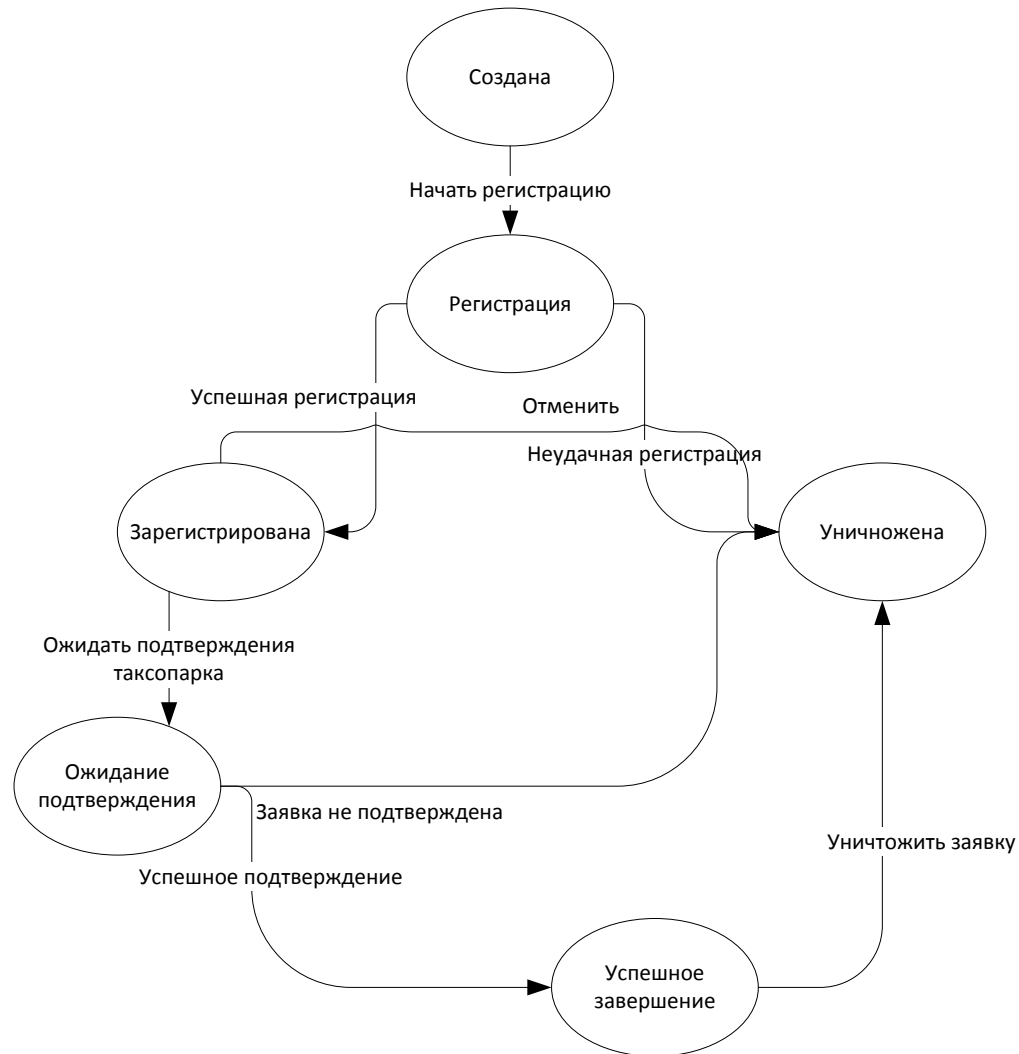 Создана
Начать регистрацию
Регистрация
Успешная регистрация
Отменить
Неудачная регистрация
Зарегистрирована
Уничножена
Ожидать подтверждения
таксопарка
Ожидание
подтверждения
Заявка не подтверждена
Уничтожить заявку
Успешное подтверждение
Успешное
завершение